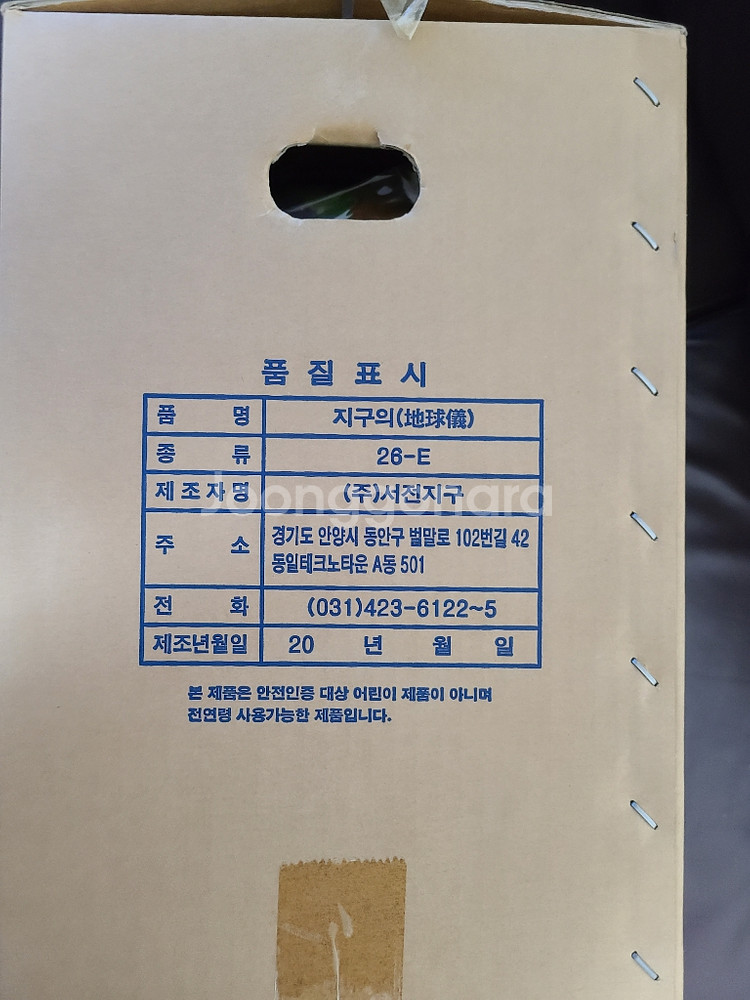 품 질 표 시
품 명 지구의(地球儀)
종 류 26-E
제조자명 (주)서전지구
주 소 경기도 안양시 동안구 벌말로 102번길 42
동일테크노타운 A동 501
전 화 (031)423-6122~5
제조년월일 20 년 월 일
본 제품은 안전인증 대상 어린이 제품이 아니며
전연령 사용가능한 제품입니다.
Joonggonara